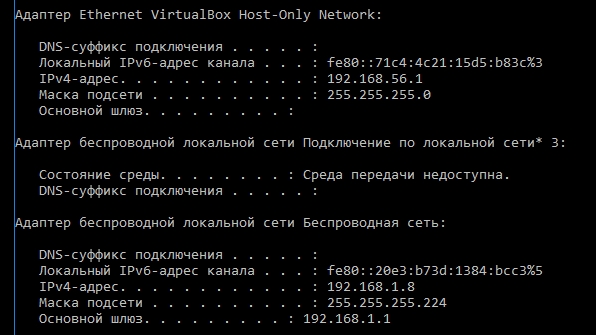 Адаптер Ethernet VirtualBox Host-Only Network:
DNS-суффикс подключения . . . . . :
Локальный IPv6-адрес канала . . . : fe80::71c4:4c21:15d5:b83c%3
IPv4-адрес. . . . . . . . . . . . : 192.168.56.1
Маска подсети . . . . . . . . . . : 255.255.255.0
Основной шлюз. . . . . . . . . :
Адаптер беспроводной локальной сети Подключение по локальной сети* 3:
Состояние среды. . . . . . . . : Среда передачи недоступна.
DNS-суффикс подключения . . . . . :
Адаптер беспроводной локальной сети Беспроводная сеть:
DNS-суффикс подключения . . . . . :
Локальный IPv6-адрес канала . . . : fe80::20e3:b73d:1384:bcc3%5
IPv4-адрес. . . . . . . . . . . . : 192.168.1.8
Маска подсети . . . . . . . . . . : 255.255.255.224
Основной шлюз. . . . . . . . . : 192.168.1.1